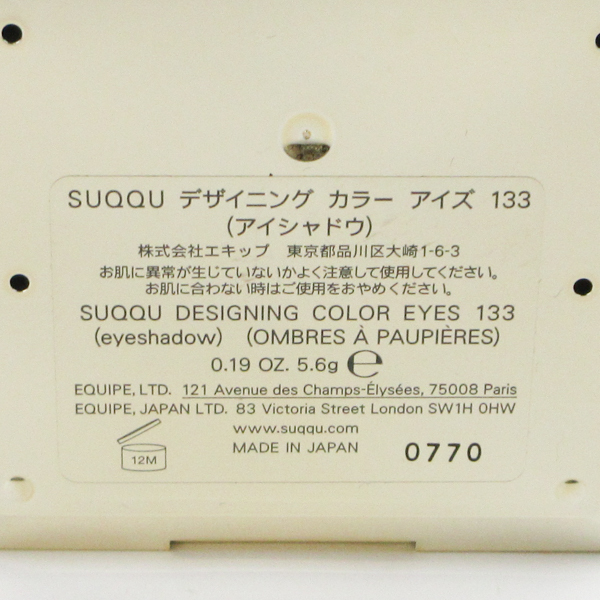 SUQQU デザイニング カラー アイズ 133
(アイシャドウ)
株式会社エキップ 東京都品川区大崎1-6-3
お肌に異常が生じていないかよく注意して使用してください。
お肌に合わない時はご使用をおやめください。
SUQQU DESIGNING COLOR EYES 133
(eyeshadow) (OMBRES À PAUPIÈRES)
0.19 OZ. 5.6g ℮
EQUIPE, LTD. 121 Avenue des Champs-Élysées, 75008 Paris
EQUIPE, JAPAN LTD. 83 Victoria Street London SW1H 0HW
www.suqqu.com
12M
MADE IN JAPAN 0770